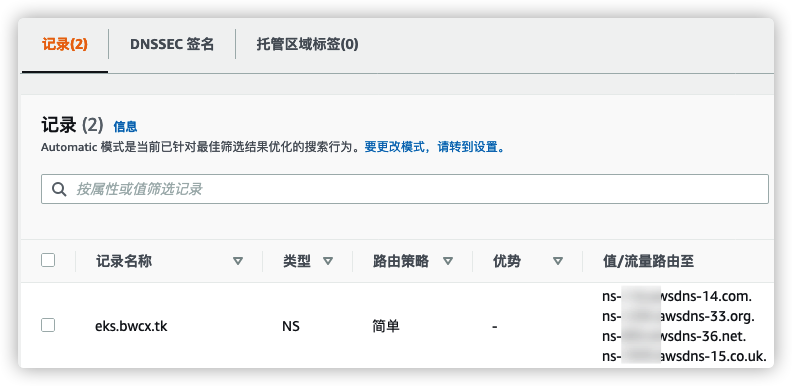 记录(2) DNSSEC 签名 托管区域标签(0)
记录 (2) 信息
Automatic 模式是当前已针对最佳筛选结果优化的搜索行为。要更改模式，请转到设置。
按属性或值筛选记录
记录名称 类型 路由策略 优势 值/流量路由至
ns- awsdns-14.com.
eks.bwcx.tk NS 简单 - ns- awsdns-33.org.
ns- wsdns-36.net.
ns- awsdns-15.co.uk.